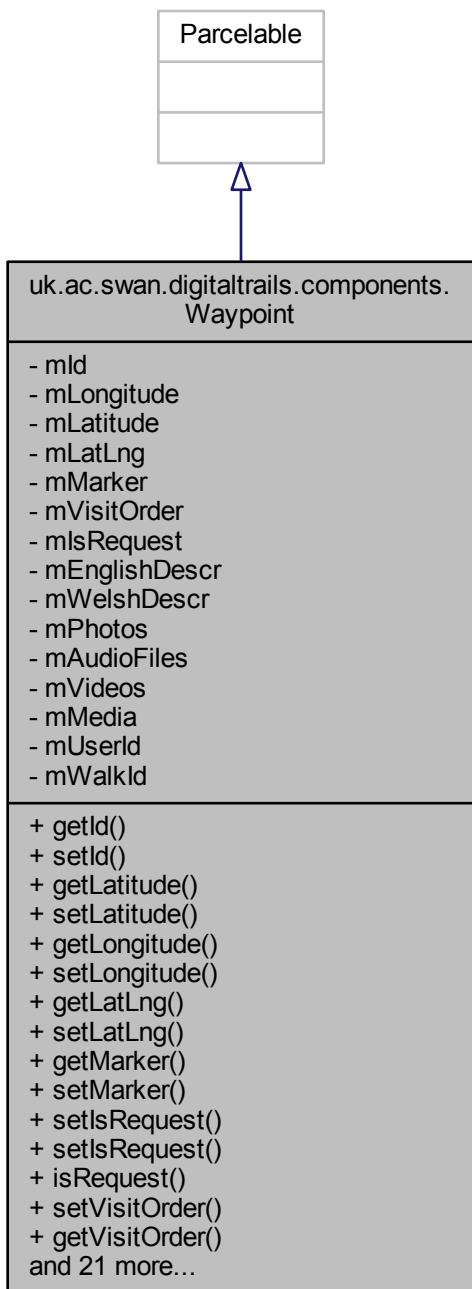 Parcelable
uk.ac.swan.digitaltrails.components.
Waypoint
- mId
- mLongitude
- mLatitude
- mLatLng
- mMarker
- mVisitOrder
- mIsRequest
- mEnglishDescr
- mWelshDescr
- mPhotos
- mAudioFiles
- mVideos
- mMedia
- mUserId
- mWalkId
+ getId()
+ setId()
+ getLatitude()
+ setLatitude()
+ getLongitude()
+ setLongitude()
+ getLatLng()
+ setLatLng()
+ getMarker()
+ setMarker()
+ setIsRequest()
+ setIsRequest()
+ isRequest()
+ setVisitOrder()
+ getVisitOrder()
and 21 more...